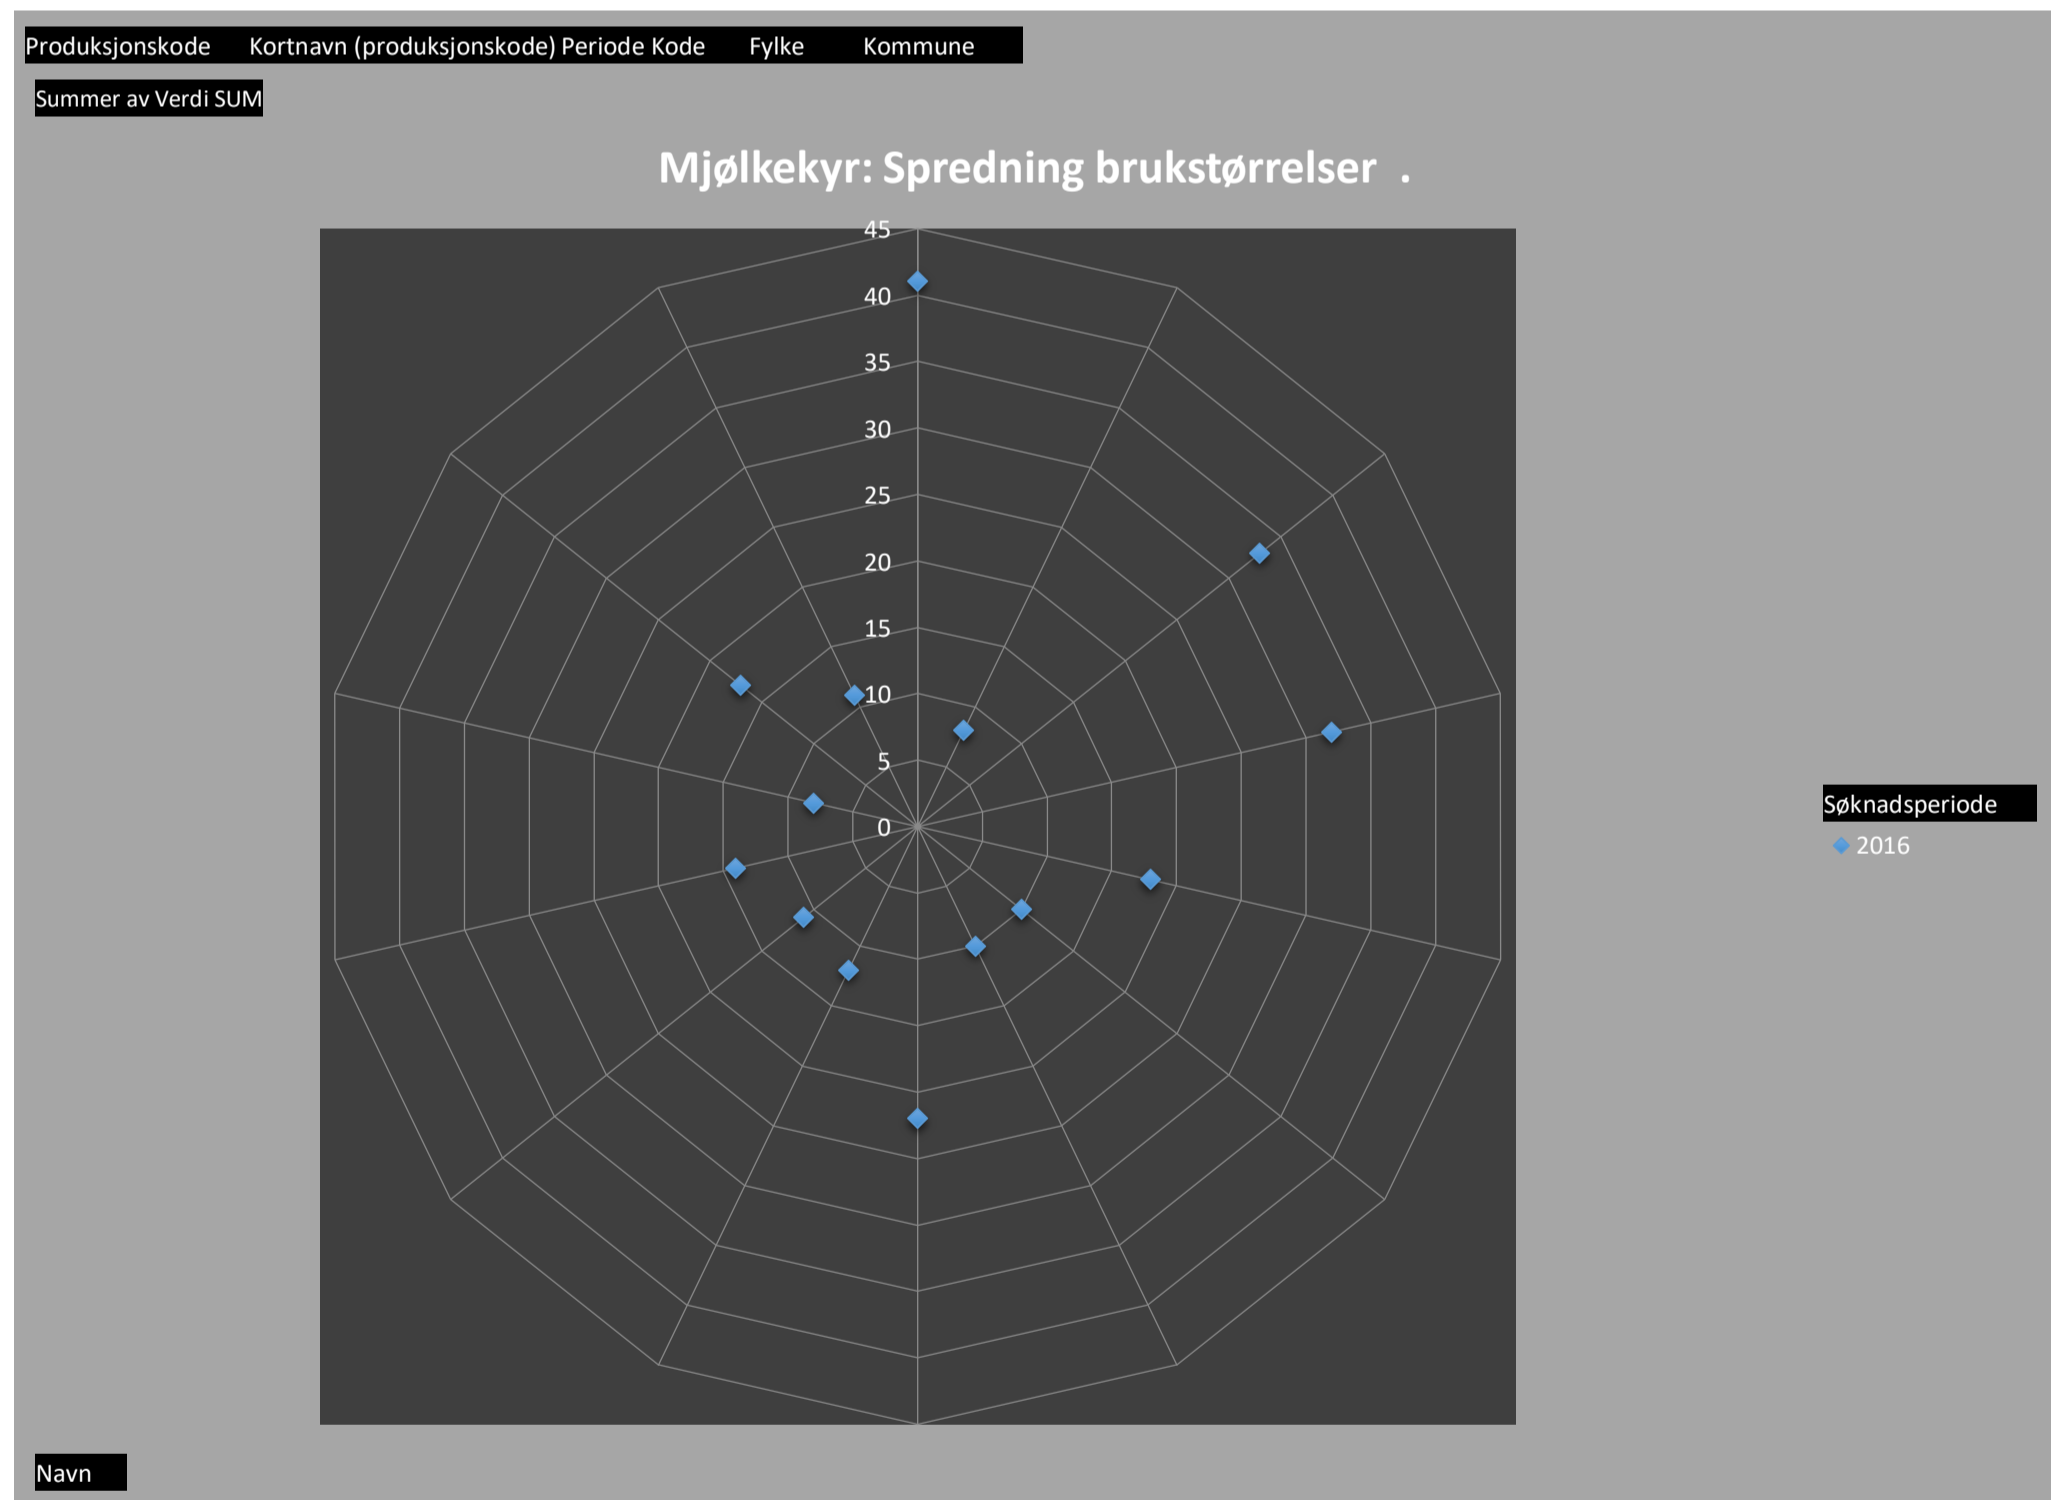 Produksjonskode Kortnavn (produksjonskode) Periode Kode Fylke Kommune
Summer av Verdi SUM
Mjølkekyr: Spredning brukstørrelser .
45
40
35
30
25
20
15
10
5
0
Søknadsperiode
2016
Navn